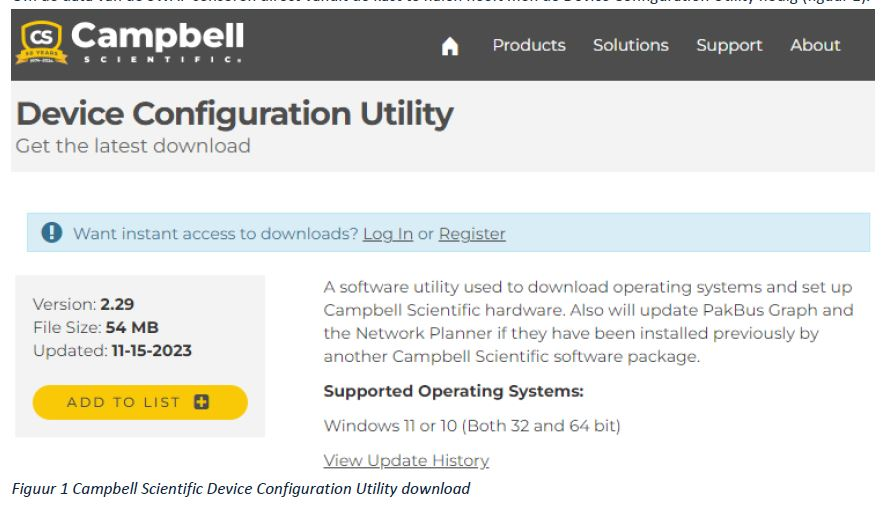 CS
50 YEARS
1974-2024
Campbell
SCIENTIFIC®
Products Solutions Support About
Device Configuration Utility
Get the latest download
Want instant access to downloads? Log In or Register
Version: 2.29
File Size: 54 MB
Updated: 11-15-2023
ADD TO LIST
A software utility used to download operating systems and set up
Campbell Scientific hardware. Also will update PakBus Graph and
the Network Planner if they have been installed previously by
another Campbell Scientific software package.
Supported Operating Systems:
Windows 11 or 10 (Both 32 and 64 bit)
View Update History
Figuur 1 Campbell Scientific Device Configuration Utility download